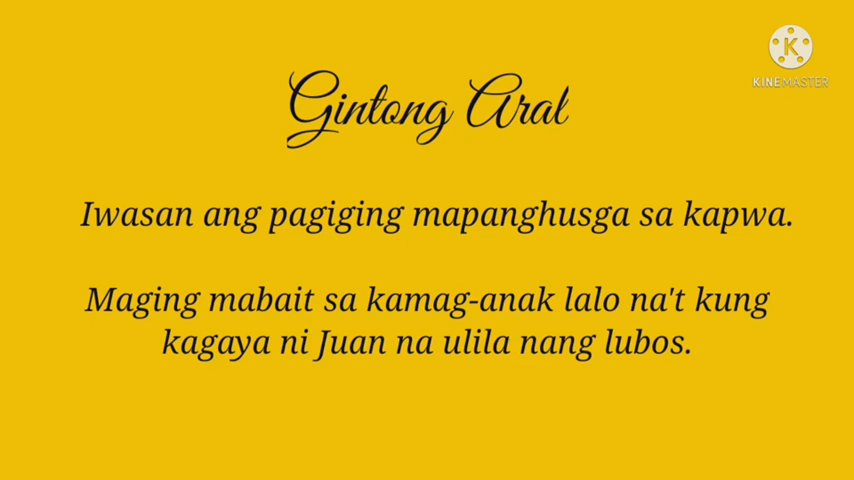 K
KINEMASTER
Gintong Aral
Iwasan ang pagiging mapanghusga sa kapwa.
Maging mabait sa kamag-anak lalo na't kung
kagaya ni Juan na ulila nang lubos.